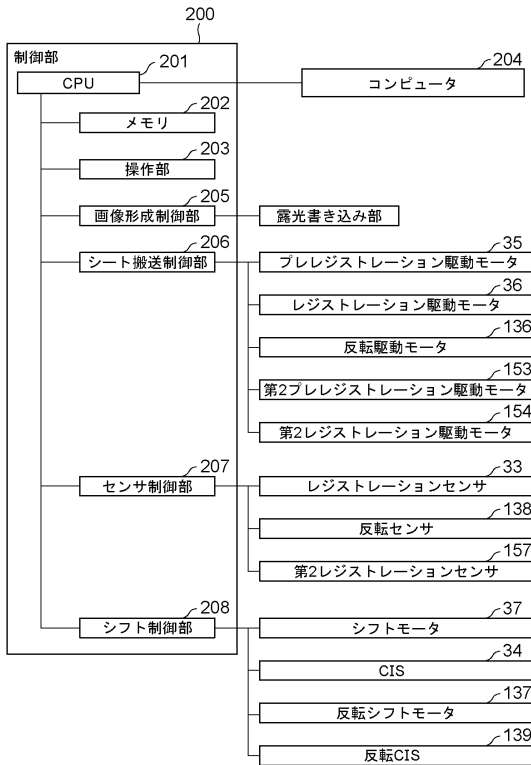 200
制御部
201
CPU
204
コンピュータ
202
メモリ
203
操作部
205
画像形成制御部
露光書き込み部
206
シート搬送制御部
35
プレレジストレーション駆動モータ
36
レジストレーション駆動モータ
136
反転駆動モータ
153
第2プレレジストレーション駆動モータ
154
第2レジストレーション駆動モータ
207
センサ制御部
33
レジストレーションセンサ
138
反転センサ
157
第2レジストレーションセンサ
208
シフト制御部
37
シフトモータ
34
CIS
137
反転シフトモータ
139
反転CIS